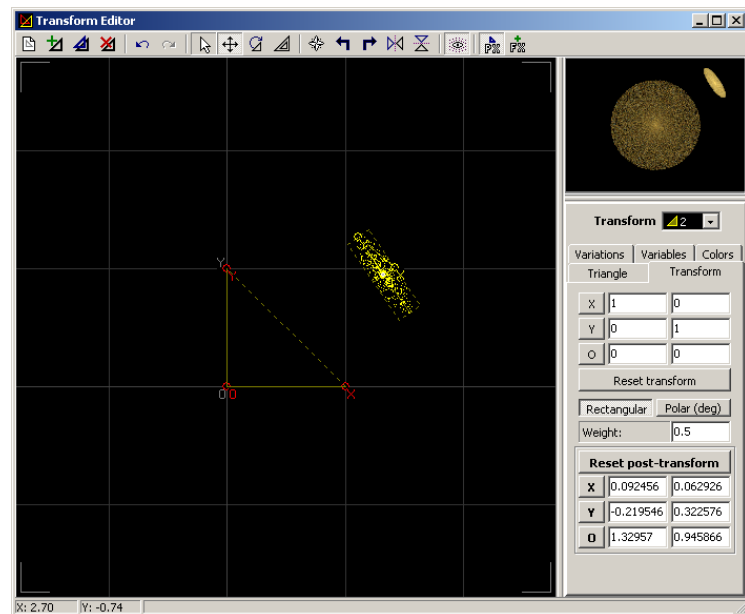 Transform Editor
PX FX
Transform 2
Variations Variables Colors
Triangle Transform
X 1 0
Y 0 1
O 0 0
Reset transform
Rectangular Polar (deg)
Weight: 0.5
Reset post-transform
X 0.092456 0.062926
Y -0.219546 0.322576
O 1.32957 0.945866
Y Y
O O X
X: 2.70 Y: -0.74